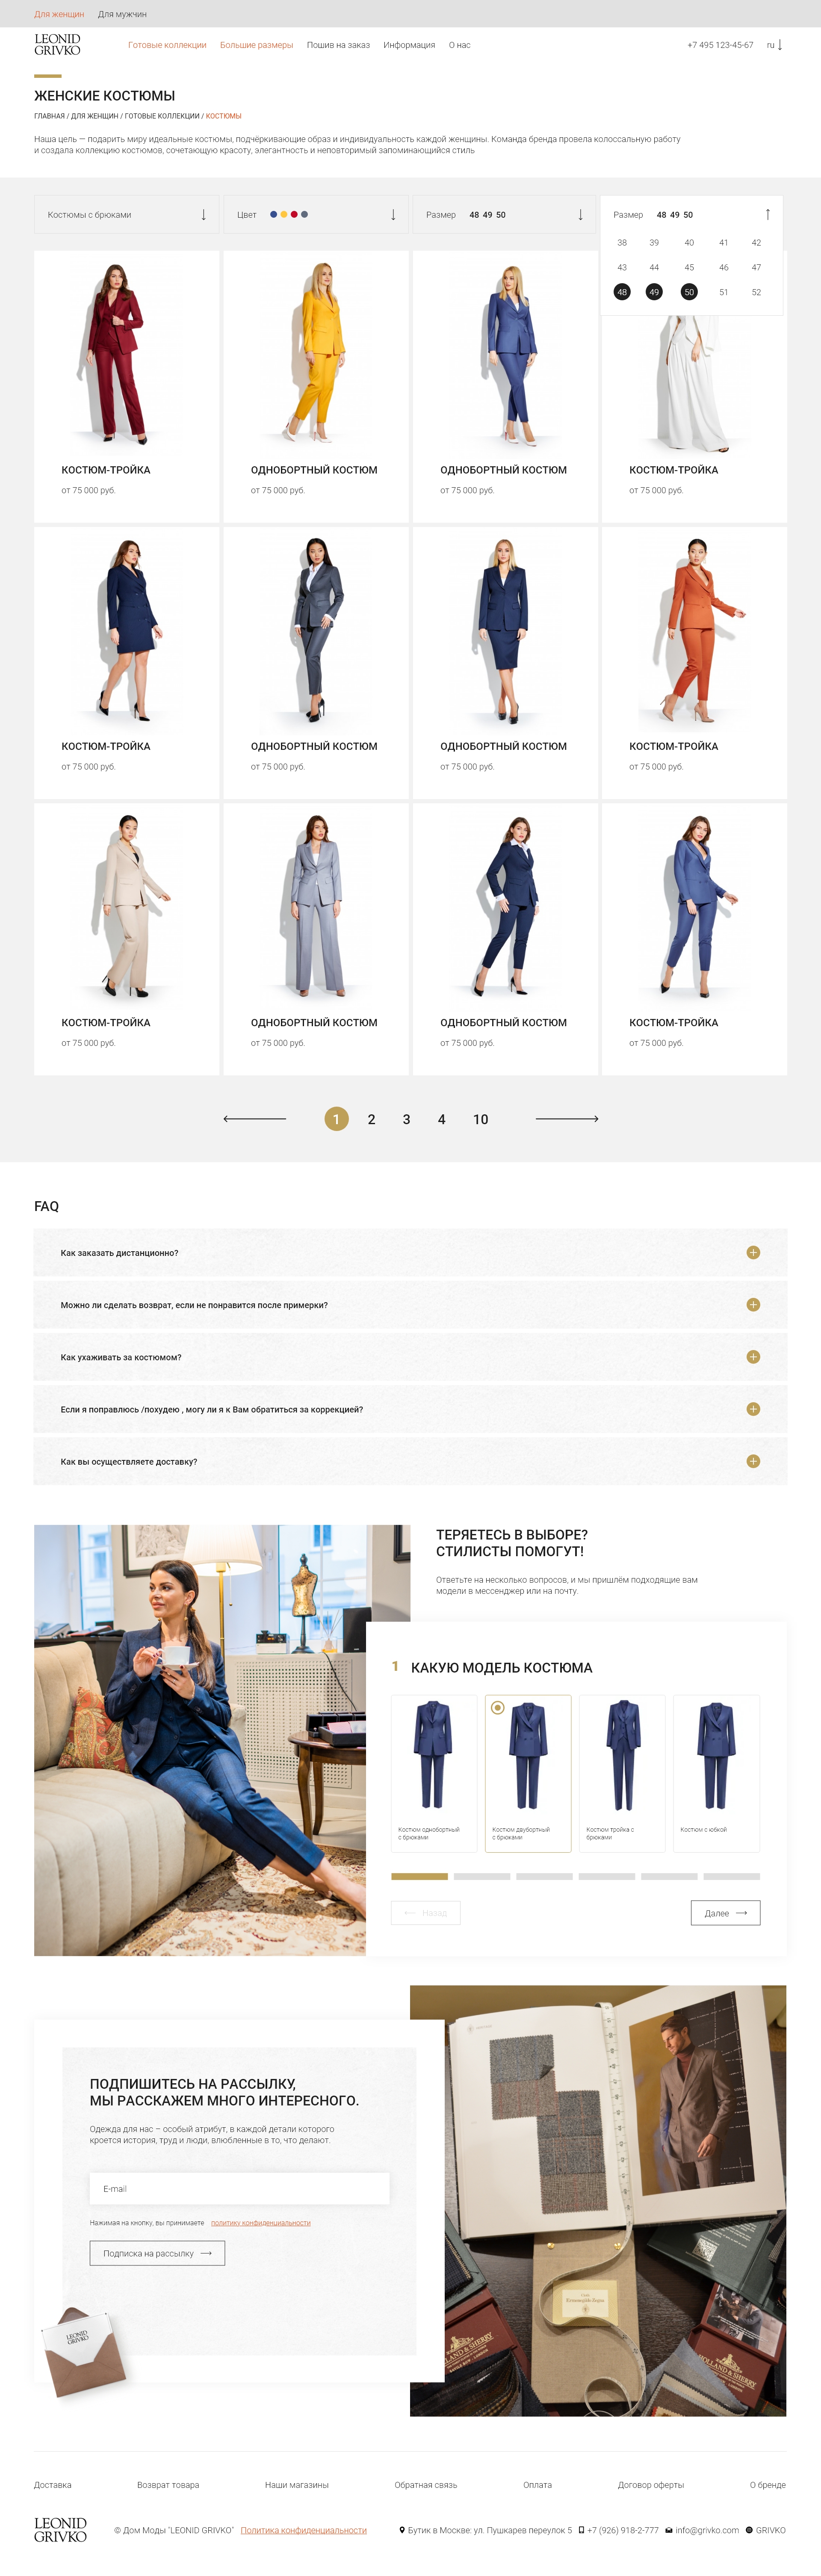 Для женщин Для мужчин
LEONID
GRIVKO
Готовые коллекции Большие размеры Пошив на заказ Информация О нас
+7 495 123-45-67 ru
ЖЕНСКИЕ КОСТЮМЫ
ГЛАВНАЯ / ДЛЯ ЖЕНЩИН / ГОТОВЫЕ КОЛЛЕКЦИИ / КОСТЮМЫ
Наша цель — подарить миру идеальные костюмы, подчёркивающие образ и индивидуальность каждой женщины. Команда бренда провела колоссальную работу
и создала коллекцию костюмов, сочетающую красоту, элегантность и неповторимый запоминающийся стиль
Костюмы с брюками
Цвет
Размер 48 49 50
Размер 48 49 50
38 39 40 41 42
43 44 45 46 47
48 49 50 51 52
КОСТЮМ-ТРОЙКА
от 75 000 руб.
ОДНОБОРТНЫЙ КОСТЮМ
от 75 000 руб.
ОДНОБОРТНЫЙ КОСТЮМ
от 75 000 руб.
КОСТЮМ-ТРОЙКА
от 75 000 руб.
КОСТЮМ-ТРОЙКА
от 75 000 руб.
ОДНОБОРТНЫЙ КОСТЮМ
от 75 000 руб.
ОДНОБОРТНЫЙ КОСТЮМ
от 75 000 руб.
КОСТЮМ-ТРОЙКА
от 75 000 руб.
КОСТЮМ-ТРОЙКА
от 75 000 руб.
ОДНОБОРТНЫЙ КОСТЮМ
от 75 000 руб.
ОДНОБОРТНЫЙ КОСТЮМ
от 75 000 руб.
КОСТЮМ-ТРОЙКА
от 75 000 руб.
1 2 3 4 10
FAQ
Как заказать дистанционно?
Можно ли сделать возврат, если не понравится после примерки?
Как ухаживать за костюмом?
Если я поправлюсь /похудею , могу ли я к Вам обратиться за коррекцией?
Как вы осуществляете доставку?
ТЕРЯЕТЕСЬ В ВЫБОРЕ?
СТИЛИСТЫ ПОМОГУТ!
Ответьте на несколько вопросов, и мы пришлём подходящие вам
модели в мессенджер или на почту.
1 КАКУЮ МОДЕЛЬ КОСТЮМА
Костюм однобортный
с брюками
Костюм двубортный
с брюками
Костюм тройка с
брюками
Костюм с юбкой
Назад
Далее
ПОДПИШИТЕСЬ НА РАССЫЛКУ,
МЫ РАССКАЖЕМ МНОГО ИНТЕРЕСНОГО.
Одежда для нас – особый атрибут, в каждой детали которого
кроется история, труд и люди, влюбленные в то, что делают.
E-mail
Нажимая на кнопку, вы принимаете политику конфиденциальности
Подписка на рассылку
LEONID
GRIVKO
Ermenegildo Zegna
HOLLAND & SHERRY
HOLLAND & SHERRY
Доставка Возврат товара Наши магазины Обратная связь Оплата Договор оферты О бренде
LEONID
GRIVKO
© Дом Моды "LEONID GRIVKO" Политика конфиденциальности
Бутик в Москве: ул. Пушкарев переулок 5 +7 (926) 918-2-777 info@grivko.com GRIVKO